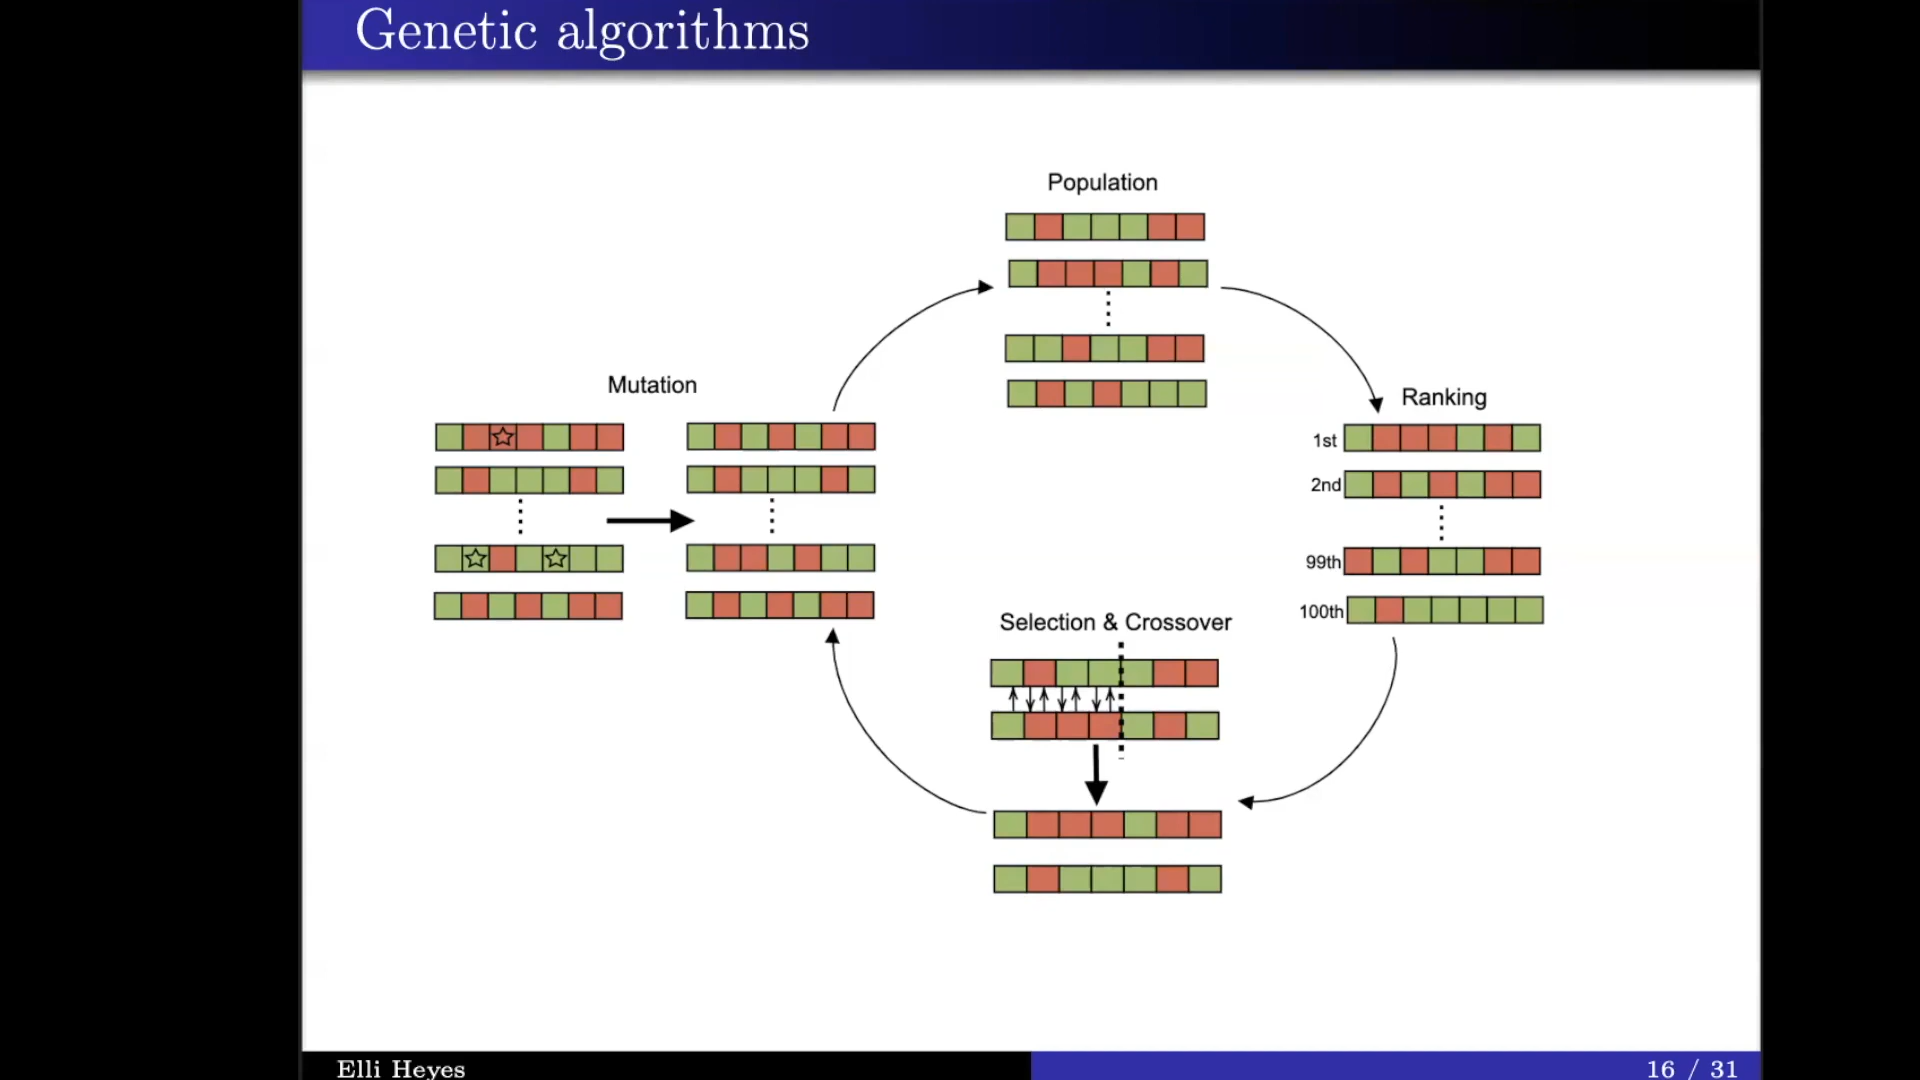 Genetic algorithms
Population
Mutation
Ranking
1st
2nd
99th
100th
Selection & Crossover
Elli Heyes
16 / 31